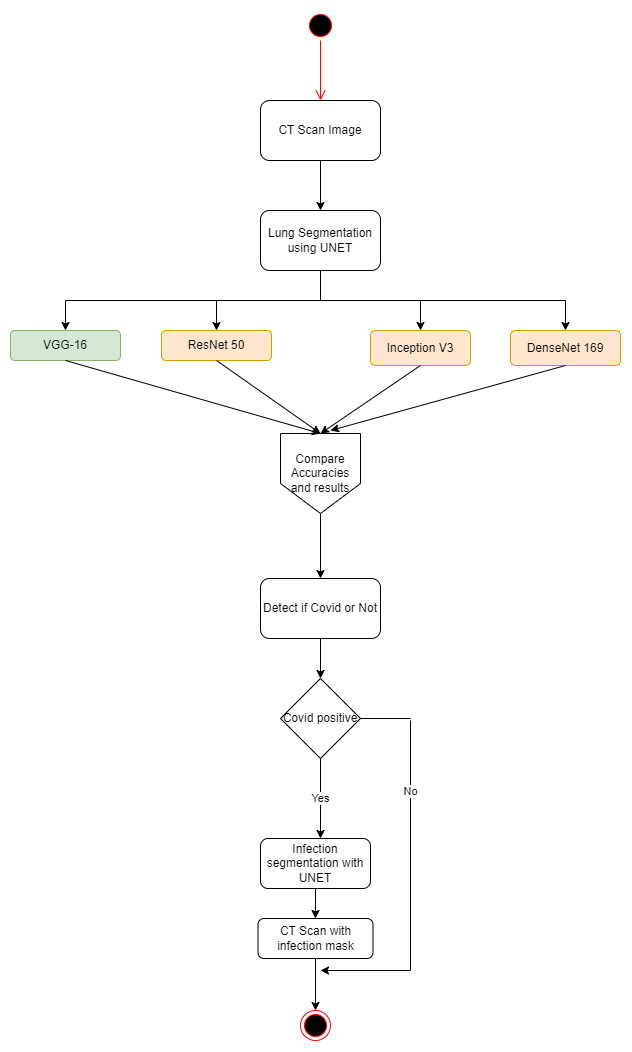 CT Scan Image
Lung Segmentation
using UNET
VGG-16
ResNet 50
Inception V3
DenseNet 169
Compare
Accuracies
and results
Detect if Covid or Not
Covid positive
Yes
No
Infection
segmentation with
UNET
CT Scan with
infection mask